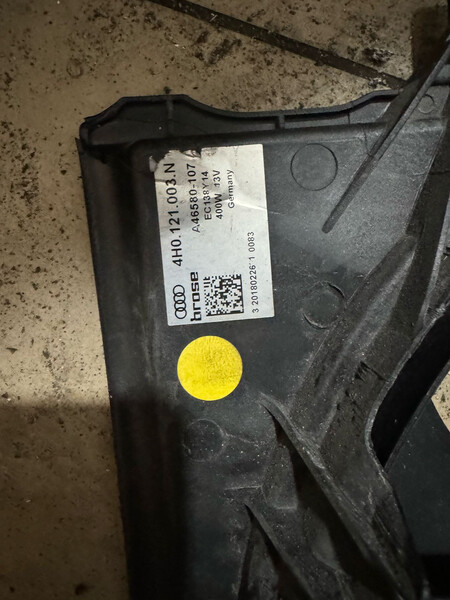 4H0.121.003.N
A46580-107
EC138Y14
400W 13V
Germany
brose
3 20180226 1 0083